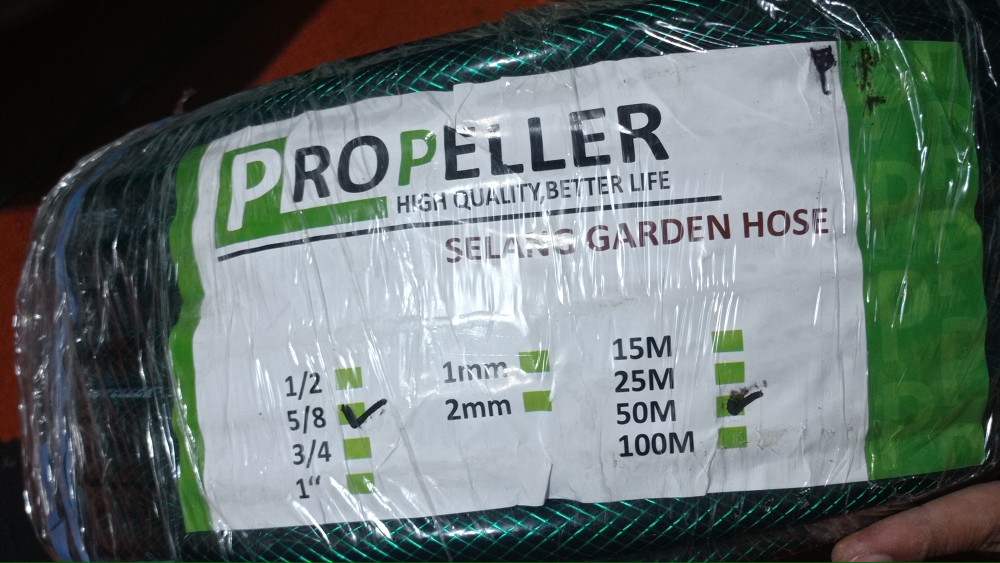 PROPELLER
HIGH QUALITY,BETTER LIFE
SELANG GARDEN HOSE
1/2
5/8
3/4
1“
1mm
2mm
15M
25M
50M
100M